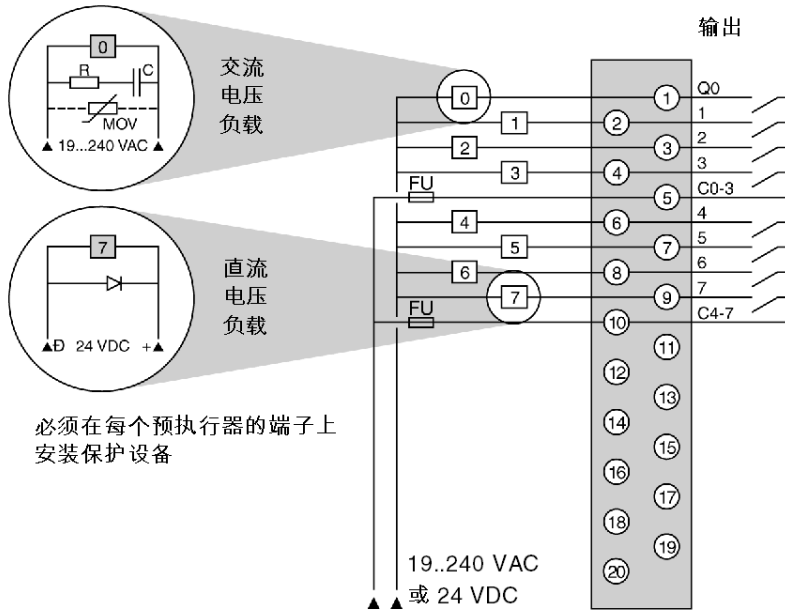 输出
0
R
C
MOV
19...240 VAC
交流
电压
负载
0
1
Q0
1
2
1
2
3
2
3
4
3
FU
5
C0-3
4
6
4
5
7
5
6
8
6
7
9
7
FU
10
C4-7
7
Đ 24 VDC +
直流
电压
负载
11
12
13
14
15
16
17
18
19
20
必须在每个预执行器的端子上
安装保护设备
19..240 VAC
或 24 VDC